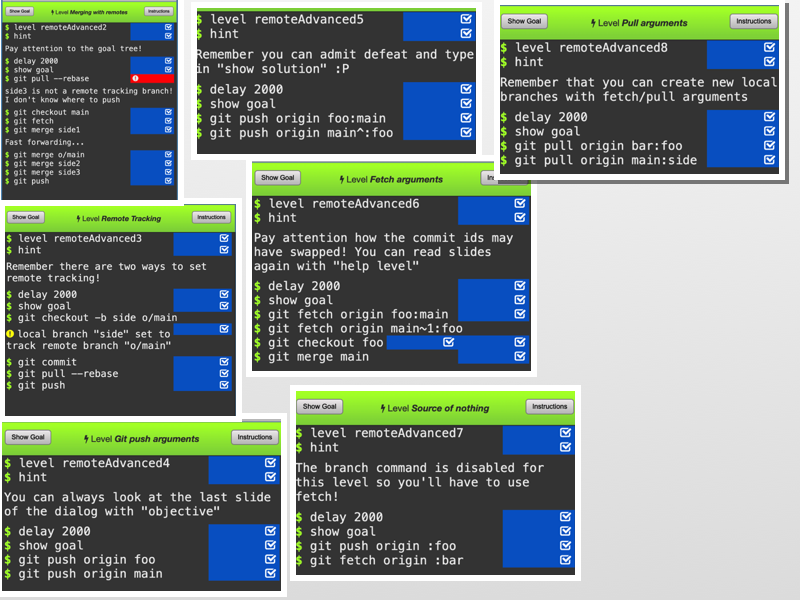 Show Goal
Level Merging with remotes
Instructions
$ level remoteAdvanced2
$ hint
Pay attention to the goal tree!
$ delay 2000
$ show goal
$ git pull --rebase
side3 is not a remote tracking branch!
I don't know where to push
$ git checkout main
$ git fetch
$ git merge side1
Fast forwarding...
$ git merge o/main
$ git merge side2
$ git merge side3
$ git push
$ level remoteAdvanced5
$ hint
Remember you can admit defeat and type
in "show solution" :P
$ delay 2000
$ show goal
$ git push origin foo:main
$ git push origin main^:foo
Show Goal
Level Pull arguments
Instructions
$ level remoteAdvanced8
$ hint
Remember that you can create new local
branches with fetch/pull arguments
$ delay 2000
$ show goal
$ git pull origin bar:foo
$ git pull origin main:side
Show Goal
Level Remote Tracking
Instructions
$ level remoteAdvanced3
$ hint
Remember there are two ways to set
remote tracking!
$ delay 2000
$ show goal
$ git checkout -b side o/main
local branch "side" set to
track remote branch "o/main"
$ git commit
$ git pull --rebase
$ git push
Show Goal
Level Fetch arguments
$ level remoteAdvanced6
$ hint
Pay attention how the commit ids may
have swapped! You can read slides
again with "help level"
$ delay 2000
$ show goal
$ git fetch origin foo:main
$ git fetch origin main~1:foo
$ git checkout foo
$ git merge main
Show Goal
Level Git push arguments
Instructions
$ level remoteAdvanced4
$ hint
You can always look at the last slide
of the dialog with "objective"
$ delay 2000
$ show goal
$ git push origin foo
$ git push origin main
Show Goal
Level Source of nothing
Instructions
$ level remoteAdvanced7
$ hint
The branch command is disabled for
this level so you'll have to use
fetch!
$ delay 2000
$ show goal
$ git push origin :foo
$ git fetch origin :bar